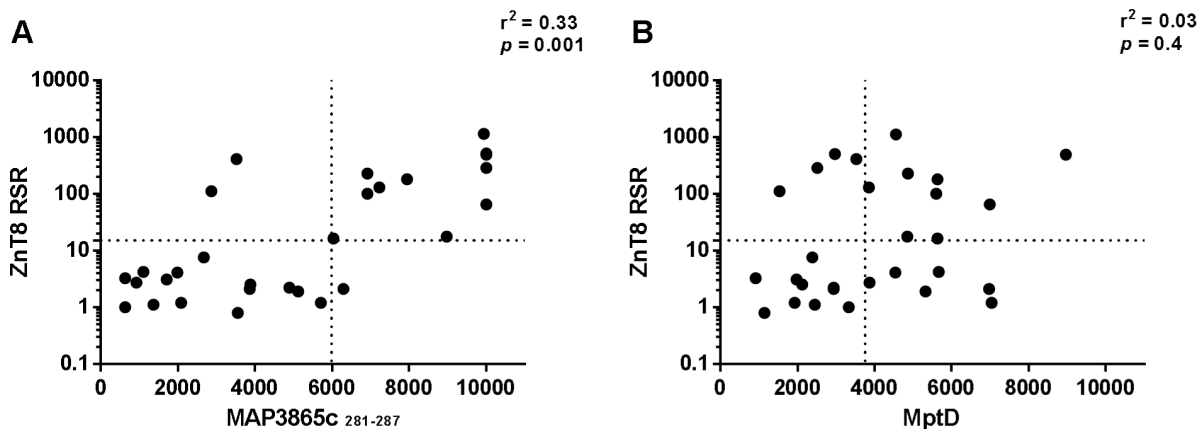 A
r² = 0.33
p = 0.001
10000
1000
100
10
1
0.1
ZnT8 RSR
0 2000 4000 6000 8000 10000
MAP3865c 281-287
B
r² = 0.03
p = 0.4
10000
1000
100
10
1
0.1
ZnT8 RSR
0 2000 4000 6000 8000 10000
MptD